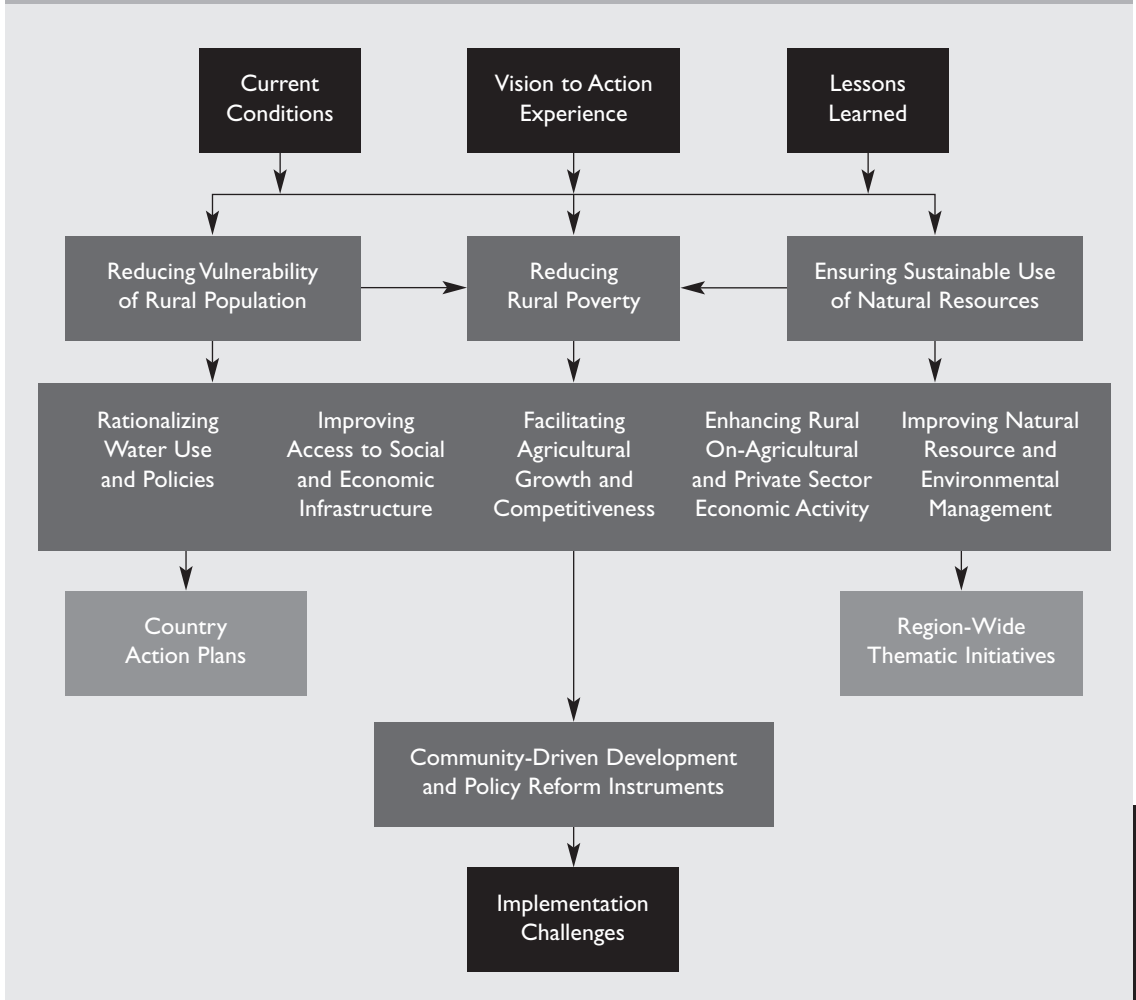 Current
Conditions
Vision to Action
Experience
Lessons
Learned
Reducing Vulnerability
of Rural Population
Reducing
Rural Poverty
Ensuring Sustainable Use
of Natural Resources
Rationalizing
Water Use
and Policies
Improving
Access to Social
and Economic
Infrastructure
Facilitating
Agricultural
Growth and
Competitiveness
Enhancing Rural
On-Agricultural
and Private Sector
Economic Activity
Improving Natural
Resource and
Environmental
Management
Country
Action Plans
Region-Wide
Thematic Initiatives
Community-Driven Development
and Policy Reform Instruments
Implementation
Challenges